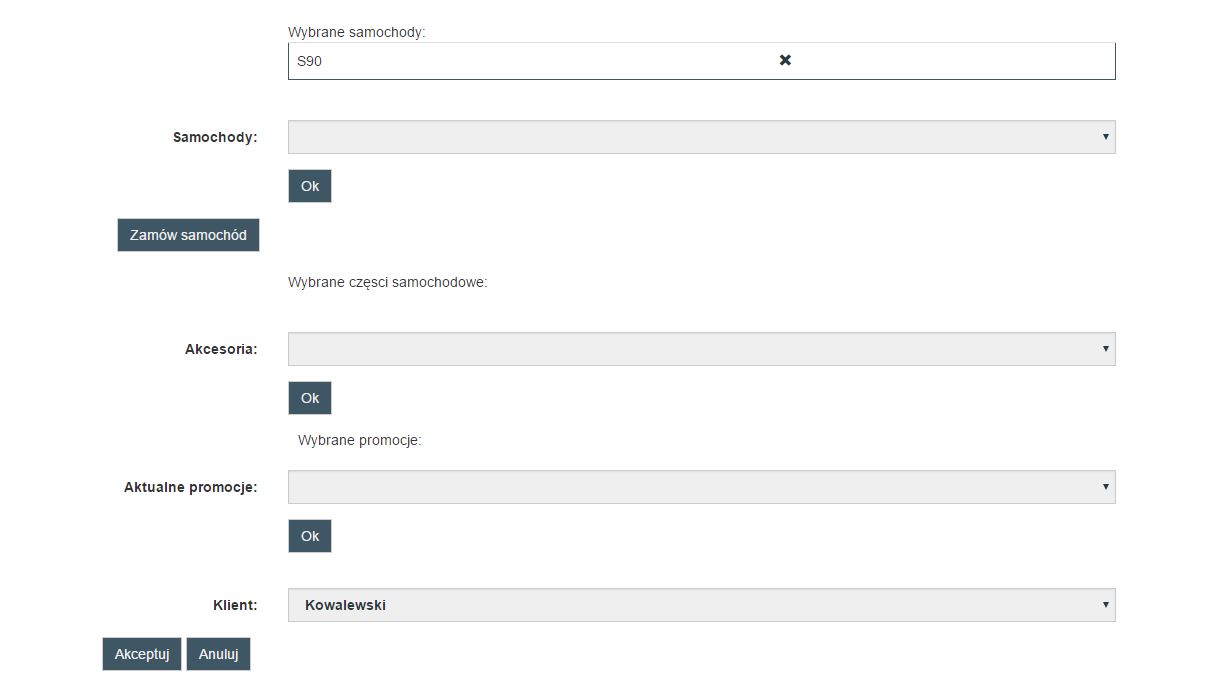 Wybrane samochody:
S90
Samochody:
Ok
Zamów samochód
Wybrane częsci samochodowe:
Akcesoria:
Ok
Wybrane promocje:
Aktualne promocje:
Ok
Klient: Kowalewski
Akceptuj Anuluj